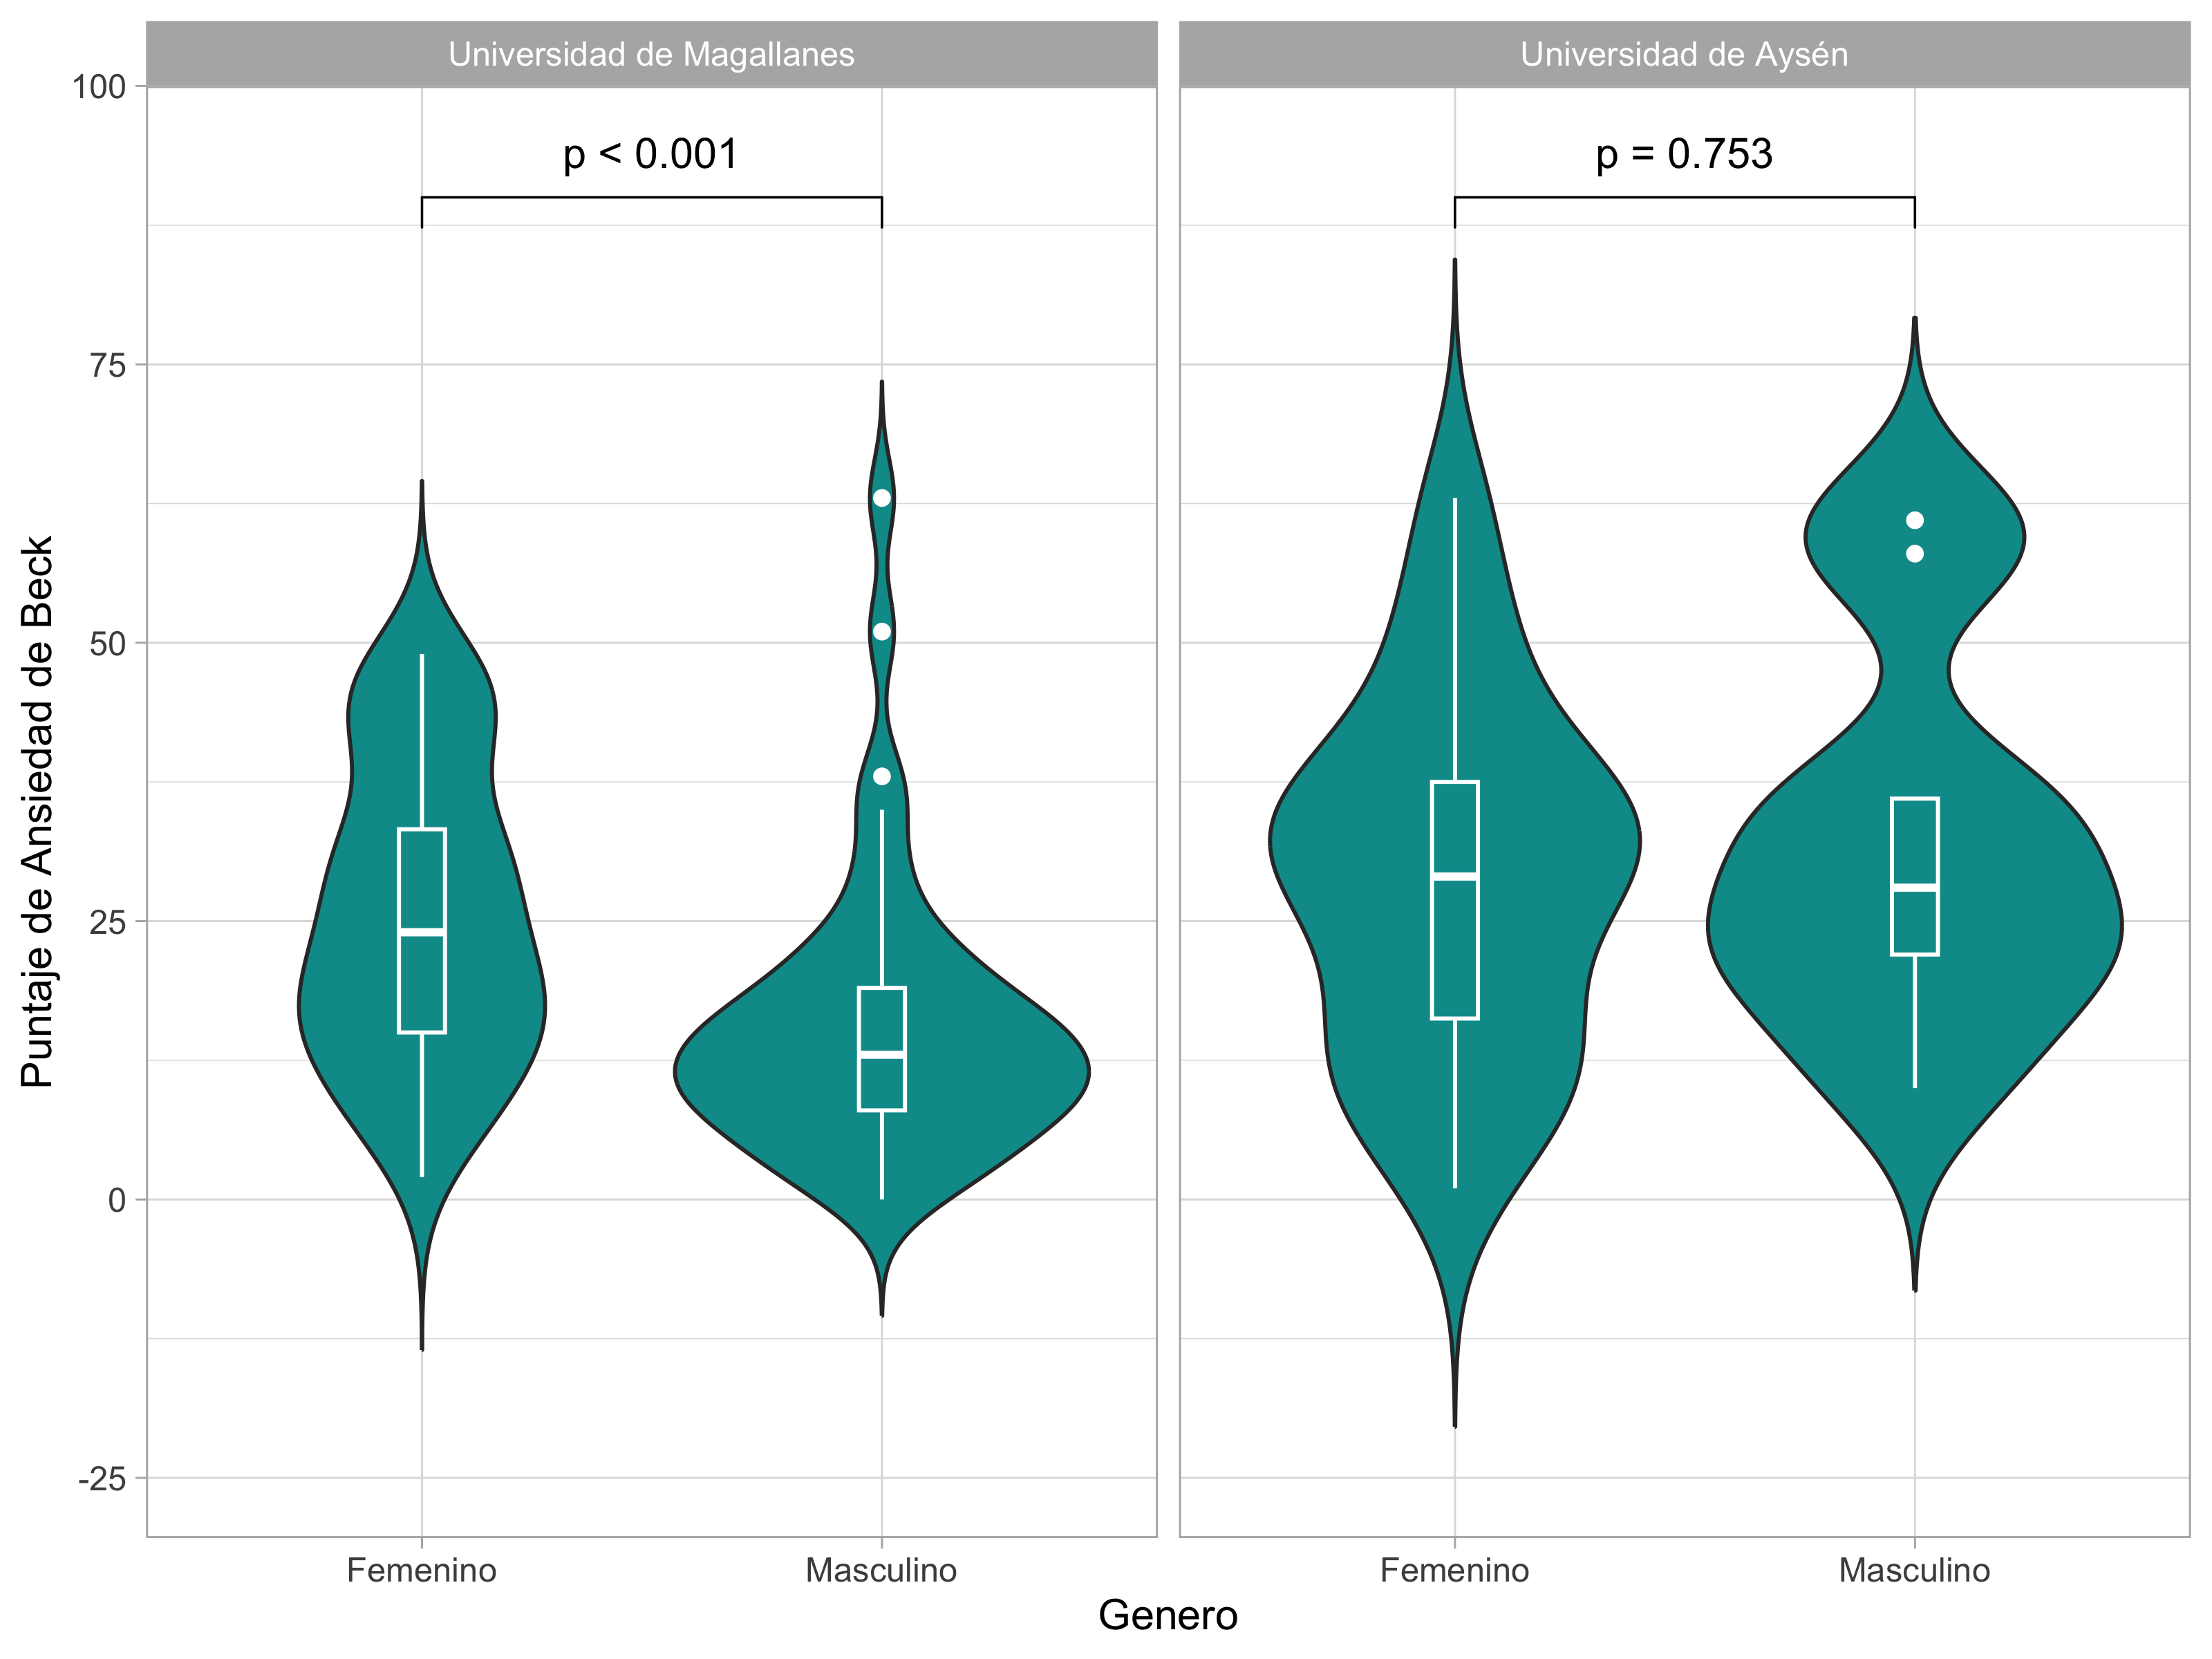 Universidad de Magallanes
Universidad de Aysén
p < 0.001
p = 0.753
Puntaje de Ansiedad de Beck
100
75
50
25
0
-25
Femenino
Masculino
Femenino
Masculino
Genero